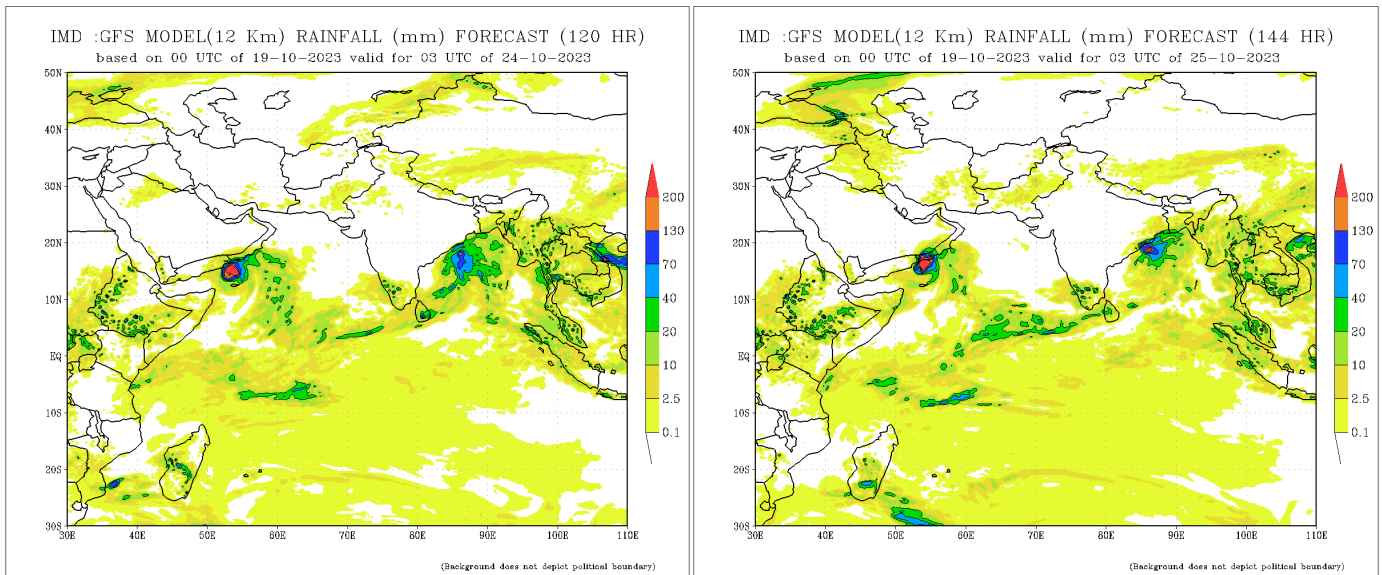 IMD :GFS MODEL(12 Km) RAINFALL (mm) FORECAST (120 HR)
based on 00 UTC of 19-10-2023 valid for 03 UTC of 24-10-2023
50N
40N
30N
20N
10N
EQ
10S
20S
30S
30E 40E 50E 60E 70E 80E 90E 100E 110E
200
130
70
40
20
10
2.5
0.1
(Background does not depict political boundary)
IMD :GFS MODEL(12 Km) RAINFALL (mm) FORECAST (144 HR)
based on 00 UTC of 19-10-2023 valid for 03 UTC of 25-10-2023
50N
40N
30N
20N
10N
EQ
10S
20S
30S
30E 40E 50E 60E 70E 80E 90E 100E 110E
200
130
70
40
20
10
2.5
0.1
(Background does not depict political boundary)